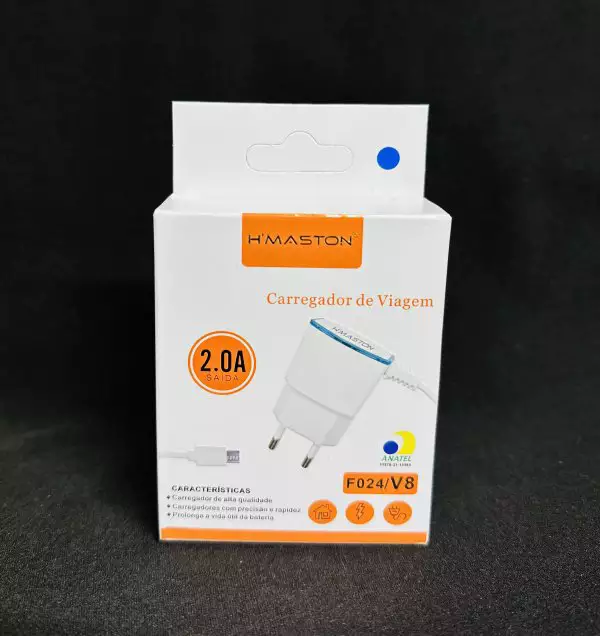 H'MASTON
Carregador de Viagem
H'MASTON
2.0A
SAÍDA
ANATEL
F024/V8
CARACTERÍSTICAS
Carregador de alta qualidade
Carregadores com precisão e rapidez
Prolonga a vida útil da bateria